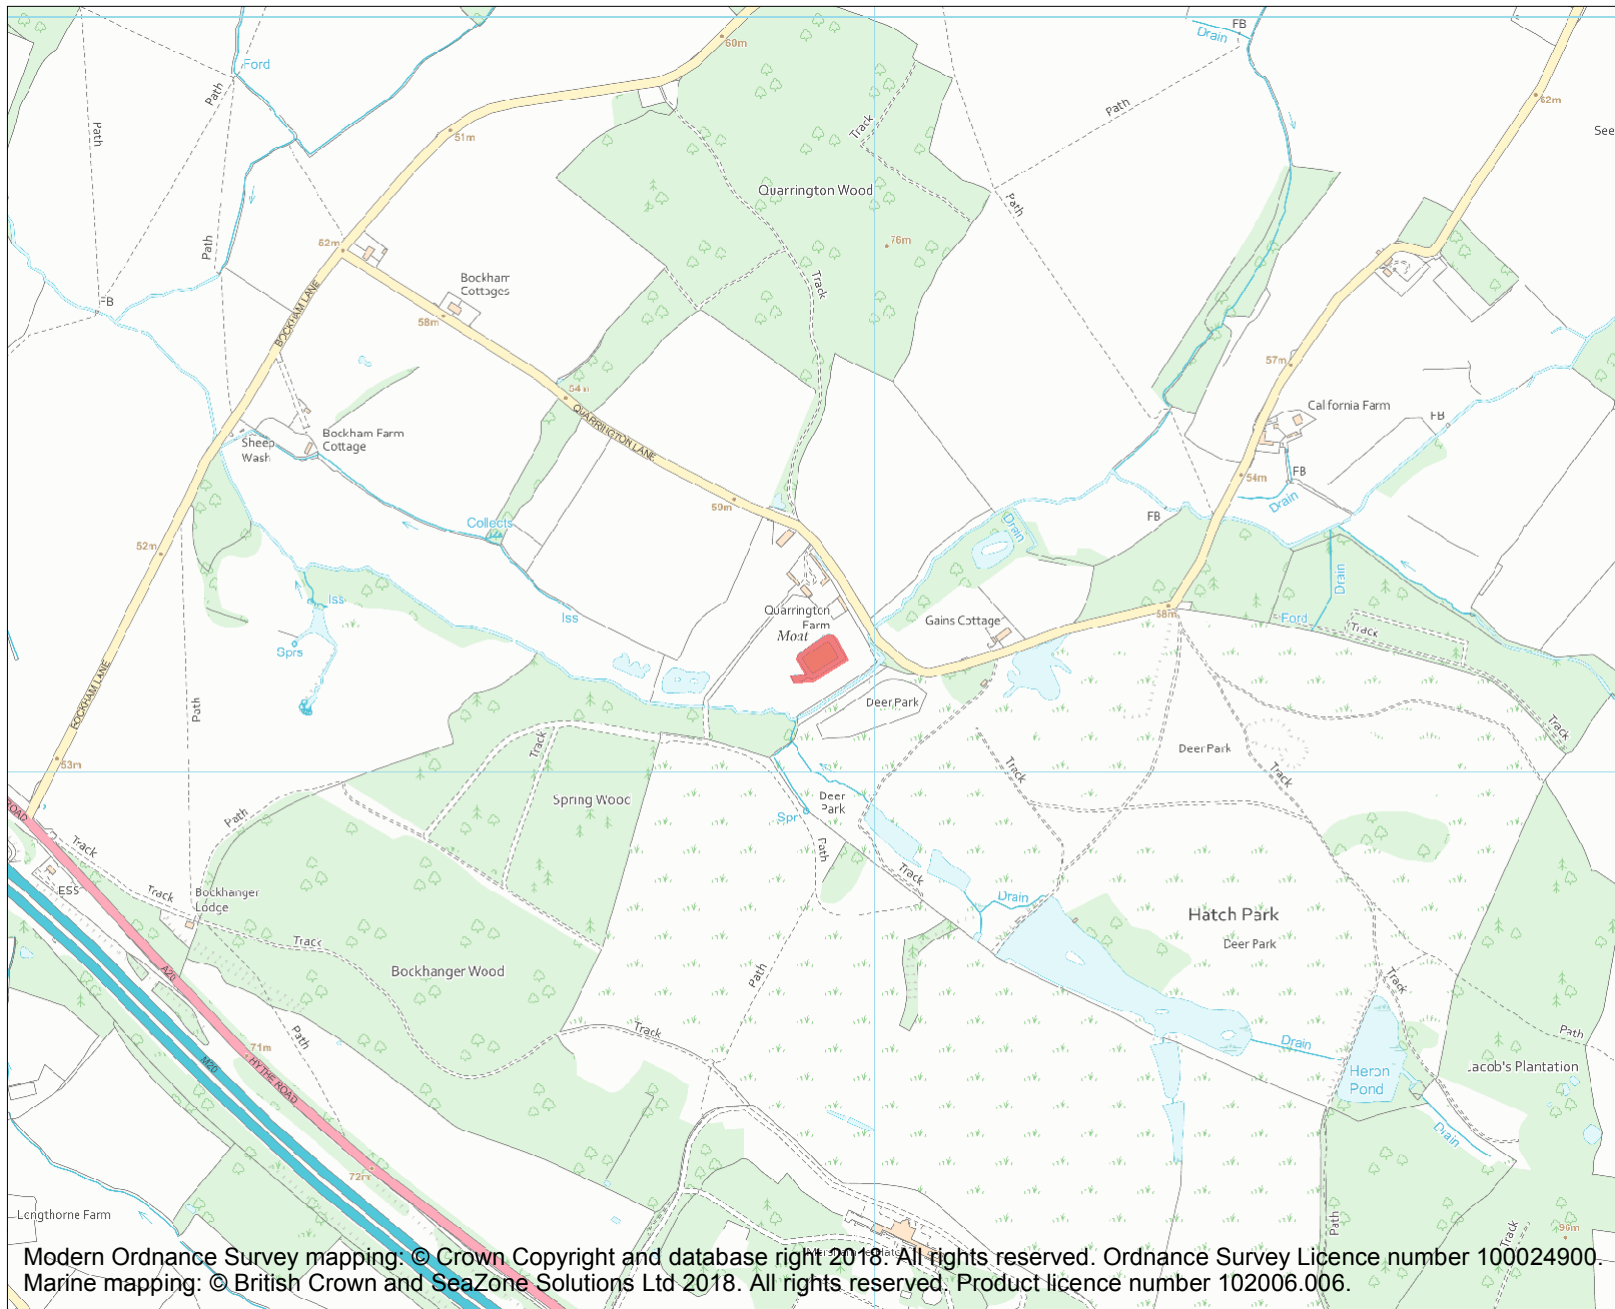 FB
Drain
60m
Ford
Path
62m
See
Path
51m
Track
Path
Quarrington Wood
Path
Path
62m
76m
Bockham
Cottages
Track
FB
BOCKHAM LANE
58m
57m
54m
California Farm
QUARRINGTON LANE
FB
Bockham Farm
Cottage
Sheep
Wash
FB
54m
Drain
50m
Collects
FB
Drain
52m
Drain
Iss
Iss
Quarrington
Farm
Moat
Gains Cottage
58m
Ford
Track
Sprs
BOCKHAM LANE
Path
Deer Park
Track
Track
Deer Park
Track
Track
53m
Spring Wood
Deer
Park
Spr
Path
ROAD
Path
Track
Track
ESS
Track
Bockhanger
Lodge
Drain
Hatch Park
Deer Park
Track
Bockhanger Wood
A20
Path
Track
Path
Track
Path
71m
Drain
M20
HYTHE ROAD
Heron
Pond
Jacob's Plantation
Drain
72m
Longthorne Farm
Path
Track
96m
Modern Ordnance Survey mapping: © Crown Copyright and database right 2018. All rights reserved. Ordnance Survey Licence number 100024900.
Marine mapping: © British Crown and SeaZone Solutions Ltd 2018. All rights reserved. Product licence number 102006.006.